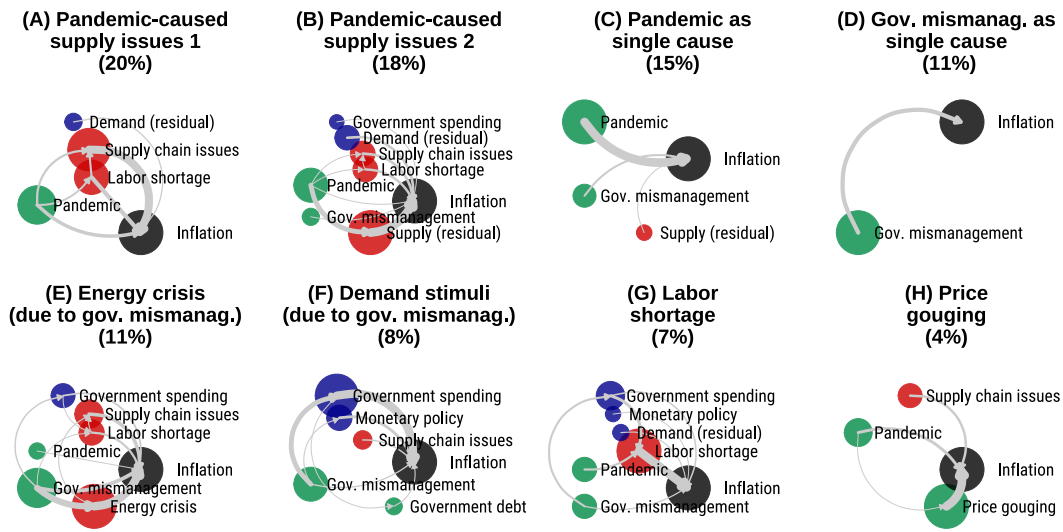 (A) Pandemic-caused
supply issues 1
(20%)
Demand (residual)
Supply chain issues
Labor shortage
Pandemic
Inflation
(B) Pandemic-caused
supply issues 2
(18%)
Government spending
Demand (residual)
Supply chain issues
Labor shortage
Pandemic
Inflation
Gov. mismanagement
Supply (residual)
(C) Pandemic as
single cause
(15%)
Pandemic
Inflation
Gov. mismanagement
Supply (residual)
(D) Gov. mismanag. as
single cause
(11%)
Inflation
Gov. mismanagement
(E) Energy crisis
(due to gov. mismanag.)
(11%)
Government spending
Supply chain issues
Labor shortage
Pandemic
Inflation
Gov. mismanagement
Energy crisis
(F) Demand stimuli
(due to gov. mismanag.)
(8%)
Government spending
Monetary policy
Supply chain issues
Inflation
Gov. mismanagement
Government debt
(G) Labor
shortage
(7%)
Government spending
Monetary policy
Demand (residual)
Labor shortage
Pandemic
Inflation
Gov. mismanagement
(H) Price
gouging
(4%)
Supply chain issues
Pandemic
Inflation
Price gouging